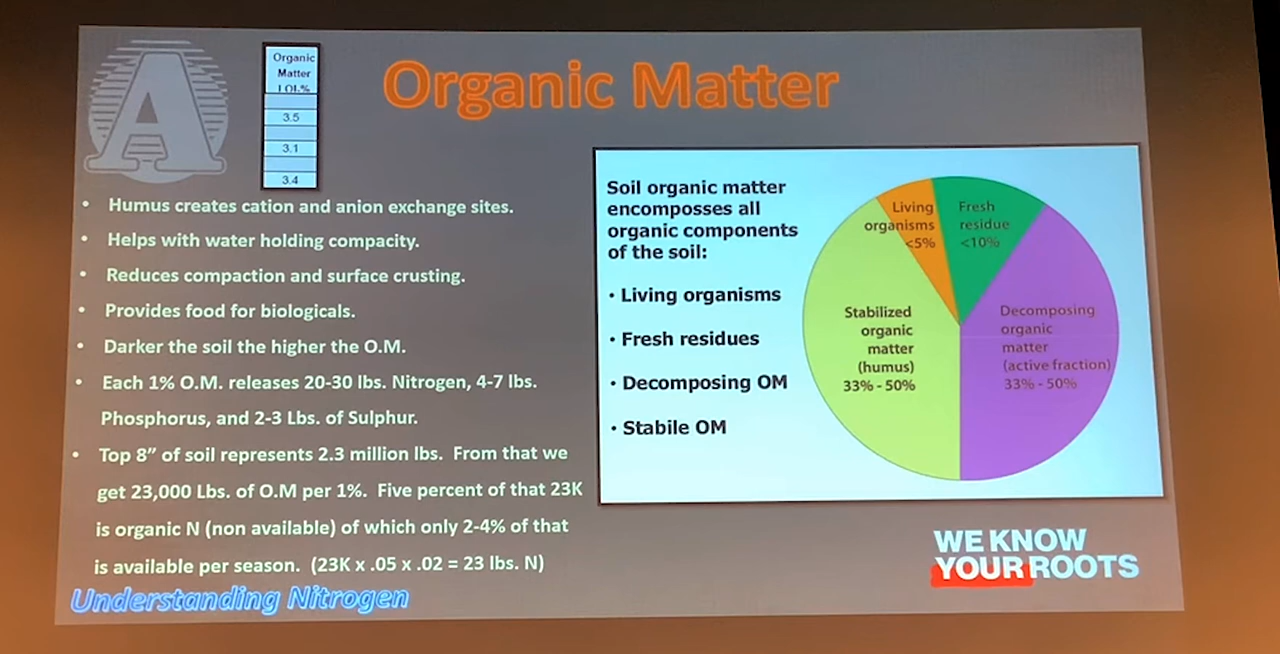 Organic Matter
A
Organic
Matter
LOI-%
3.5
3.1
3.4
• Humus creates cation and anion exchange sites.
• Helps with water holding compacity.
• Reduces compaction and surface crusting.
• Provides food for biologicals.
• Darker the soil the higher the O.M.
• Each 1% O.M. releases 20-30 lbs. Nitrogen, 4-7 lbs.
Phosphorus, and 2-3 Lbs. of Sulphur.
• Top 8” of soil represents 2.3 million lbs. From that we
get 23,000 Lbs. of O.M per 1%. Five percent of that 23K
is organic N (non available) of which only 2-4% of that
is available per season. (23K x .05 x .02 = 23 lbs. N)
Understanding Nitrogen
Soil organic matter
encomposses all
organic components
of the soil:
• Living organisms
• Fresh residues
• Decomposing OM
• Stabile OM
Living
organisms
<5%
Fresh
residue
<10%
Stabilized
organic
matter
(humus)
33% - 50%
Decomposing
organic
matter
(active fraction)
33% - 50%
WE KNOW
YOUR ROOTS